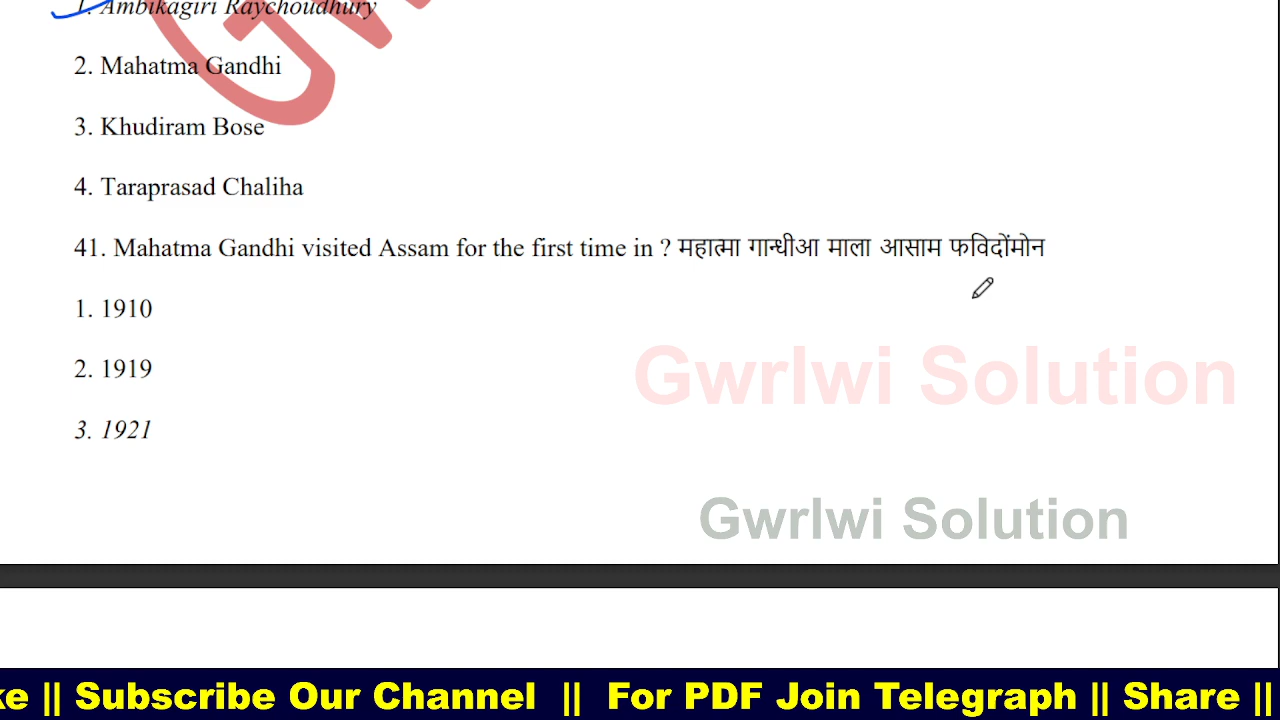 1. Ambikagiri Raychoudhury
2. Mahatma Gandhi
3. Khudiram Bose
4. Taraprasad Chaliha
41. Mahatma Gandhi visited Assam for the first time in ? महात्मा गान्धीआ माला आसाम फविदोंमोन
1. 1910
2. 1919
3. 1921
Gwrlwi Solution
Gwrlwi Solution
ke || Subscribe Our Channel || For PDF Join Telegraph || Share ||